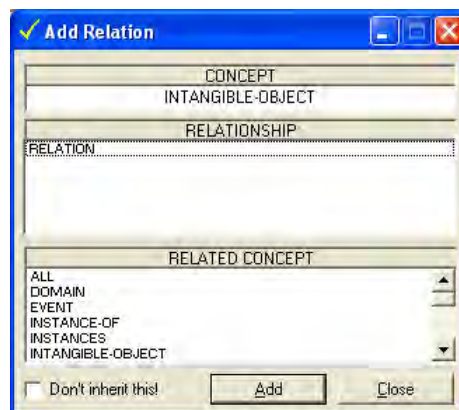 Add Relation
CONCEPT
INTANGIBLE-OBJECT
RELATIONSHIP
RELATION
RELATED CONCEPT
ALL
DOMAIN
EVENT
INSTANCE-OF
INSTANCES
INTANGIBLE-OBJECT
Don't inherit this!
Add
Close